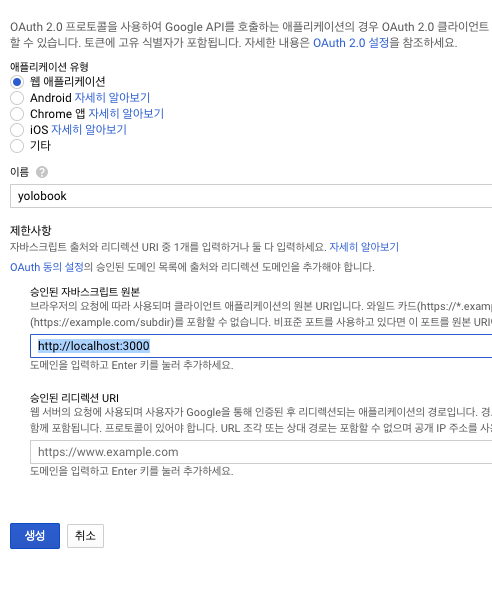 OAuth 2.0 프로토콜을 사용하여 Google API를 호출하는 애플리케이션의 경우 OAuth 2.0 클라이언트
할 수 있습니다. 토큰에 고유 식별자가 포함됩니다. 자세한 내용은 OAuth 2.0 설정을 참조하세요.
애플리케이션 유형
웹 애플리케이션
Android 자세히 알아보기
Chrome 앱 자세히 알아보기
iOS 자세히 알아보기
기타
이름 ?
yolobook
제한사항
자바스크립트 출처와 리디렉션 URI 중 1개를 입력하거나 둘 다 입력하세요. 자세히 알아보기
OAuth 동의 설정의 승인된 도메인 목록에 출처와 리디렉션 도메인을 추가해야 합니다.
승인된 자바스크립트 원본
브라우저의 요청에 따라 사용되며 클라이언트 애플리케이션의 원본 URI입니다. 와일드 카드(https://*.examp
(https://example.com/subdir)를 포함할 수 없습니다. 비표준 포트를 사용하고 있다면 이 포트를 원본 URI
http://localhost:3000
도메인을 입력하고 Enter 키를 눌러 추가하세요.
승인된 리디렉션 URI
웹 서버의 요청에 사용되며 사용자가 Google을 통해 인증된 후 리디렉션되는 애플리케이션의 경로입니다. 경
함께 포함됩니다. 프로토콜이 있어야 합니다. URL 조각 또는 상대 경로는 포함할 수 없으며 공개 IP 주소를 사
https://www.example.com
도메인을 입력하고 Enter 키를 눌러 추가하세요.
생성 취소